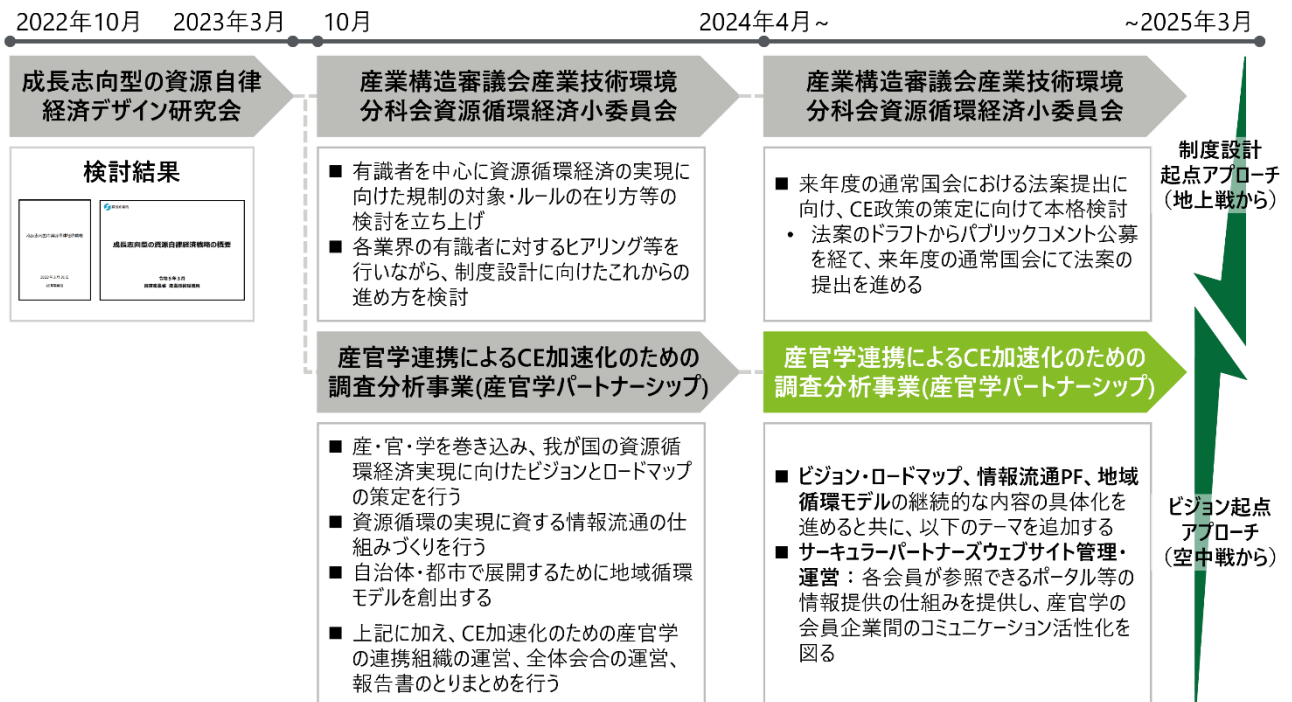 2022年10月 2023年3月 10月 2024年4月~ ~2025年3月
成長志向型の資源自律
経済デザイン研究会
産業構造審議会産業技術環境
分科会資源循環経済小委員会
産業構造審議会産業技術環境
分科会資源循環経済小委員会
検討結果
成長志向型の資源自律経済戦略の概要
■ 有識者を中心に資源循環経済の実現に
向けた規制の対象・ルールの在り方等の
検討を立ち上げ
■ 各業界の有識者に対するヒアリング等を
行いながら、制度設計に向けたこれからの
進め方を検討
■ 来年度の通常国会における法案提出に
向け、CE政策の策定に向けて本格検討
• 法案のドラフトからパブリックコメント公募
を経て、来年度の通常国会にて法案の
提出を進める
制度設計
起点アプローチ
（地上戦から）
産官学連携によるCE加速化のための
調査分析事業(産官学パートナーシップ)
産官学連携によるCE加速化のための
調査分析事業(産官学パートナーシップ)
■ 産・官・学を巻き込み、我が国の資源循
環経済実現に向けたビジョンとロードマップ
の策定を行う
■ 資源循環の実現に資する情報流通の仕
組みづくりを行う
■ 自治体・都市で展開するために地域循環
モデルを創出する
■ 上記に加え、CE加速化のための産官学
の連携組織の運営、全体会合の運営、
報告書のとりまとめを行う
■ ビジョン・ロードマップ、情報流通PF、地域
循環モデルの継続的な内容の具体化を
進めると共に、以下のテーマを追加する
■ サーキュラーパートナーズウェブサイト管理・
運営：各会員が参照できるポータル等の
情報提供の仕組みを提供し、産官学の
会員企業間のコミュニケーション活性化を
図る
ビジョン起点
アプローチ
（空中戦から）